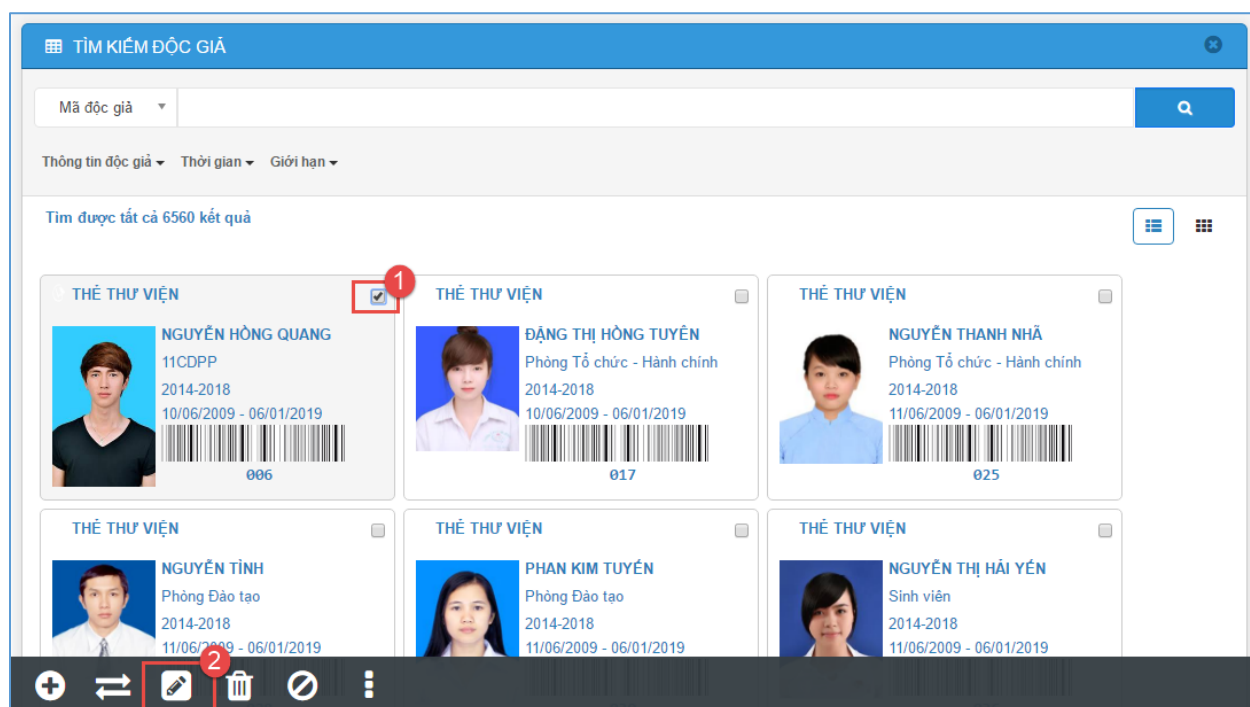 TÌM KIẾM ĐỘC GIẢ
Mã độc giả
Thông tin độc giả Thời gian Giới hạn
Tìm được tất cả 6560 kết quả
1
THẺ THƯ VIỆN
NGUYỄN HỒNG QUANG
11CDPP
2014-2018
10/06/2009 - 06/01/2019
006
THẺ THƯ VIỆN
ĐẶNG THỊ HỒNG TUYÊN
Phòng Tổ chức - Hành chính
2014-2018
10/06/2009 - 06/01/2019
017
THẺ THƯ VIỆN
NGUYỄN THANH NHÃ
Phòng Tổ chức - Hành chính
2014-2018
11/06/2009 - 06/01/2019
025
THẺ THƯ VIỆN
NGUYỄN TÌNH
Phòng Đào tạo
2014-2018
11/06/2009 - 06/01/2019
THẺ THƯ VIỆN
PHAN KIM TUYẾN
Phòng Đào tạo
2014-2018
11/06/2009 - 06/01/2019
THẺ THƯ VIỆN
NGUYỄN THỊ HẢI YẾN
Sinh viên
2014-2018
11/06/2009 - 06/01/2019
2